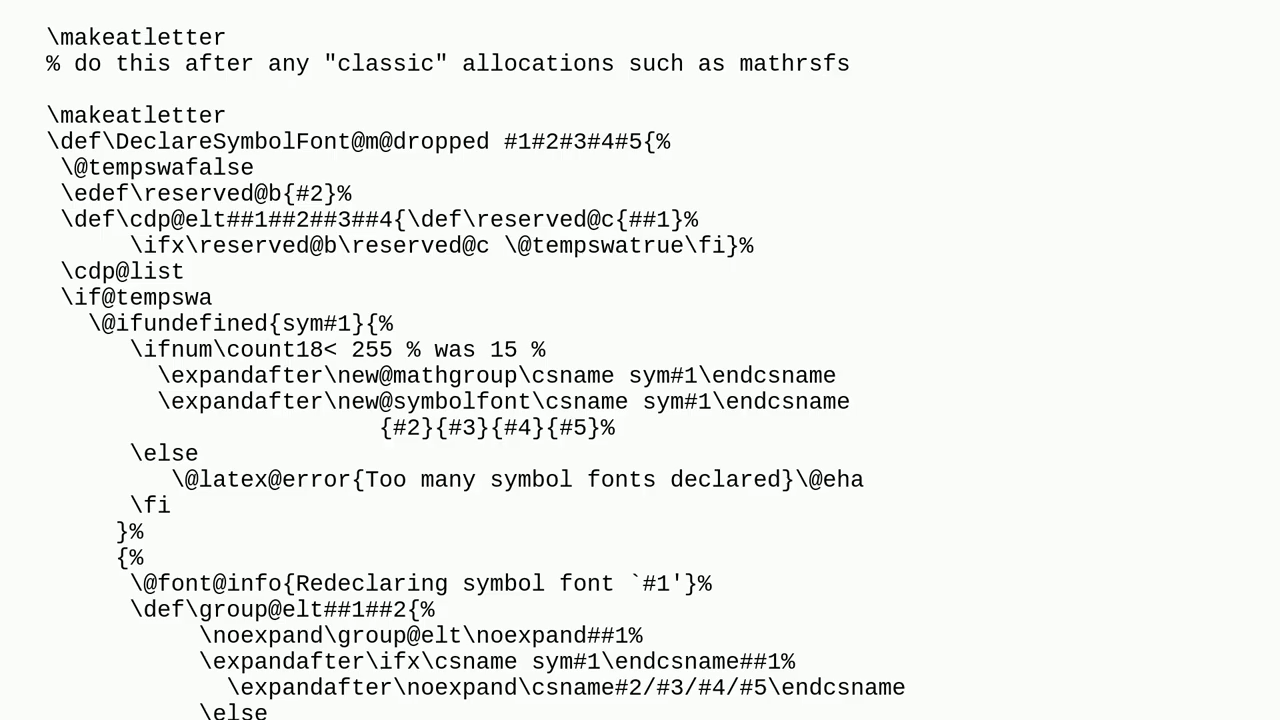 \makeatletter
% do this after any "classic" allocations such as mathrsfs

\makeatletter
\def\DeclareSymbolFont@m@dropped #1#2#3#4#5{%
 \@tempswafalse
 \edef\reserved@b{#2}%
 \def\cdp@elt##1##2##3##4{\def\reserved@c{##1}%
      \ifx\reserved@b\reserved@c \@tempswatrue\fi}%
 \cdp@list
 \if@tempswa
   \@ifundefined{sym#1}{%
      \ifnum\count18< 255 % was 15 %
        \expandafter\new@mathgroup\csname sym#1\endcsname
        \expandafter\new@symbolfont\csname sym#1\endcsname
                        {#2}{#3}{#4}{#5}%
      \else
         \@latex@error{Too many symbol fonts declared}\@eha
      \fi
     }%
     {%
      \@font@info{Redeclaring symbol font `#1'}%
      \def\group@elt##1##2{%
           \noexpand\group@elt\noexpand##1%
           \expandafter\ifx\csname sym#1\endcsname##1%
             \expandafter\noexpand\csname#2/#3/#4/#5\endcsname
           \else